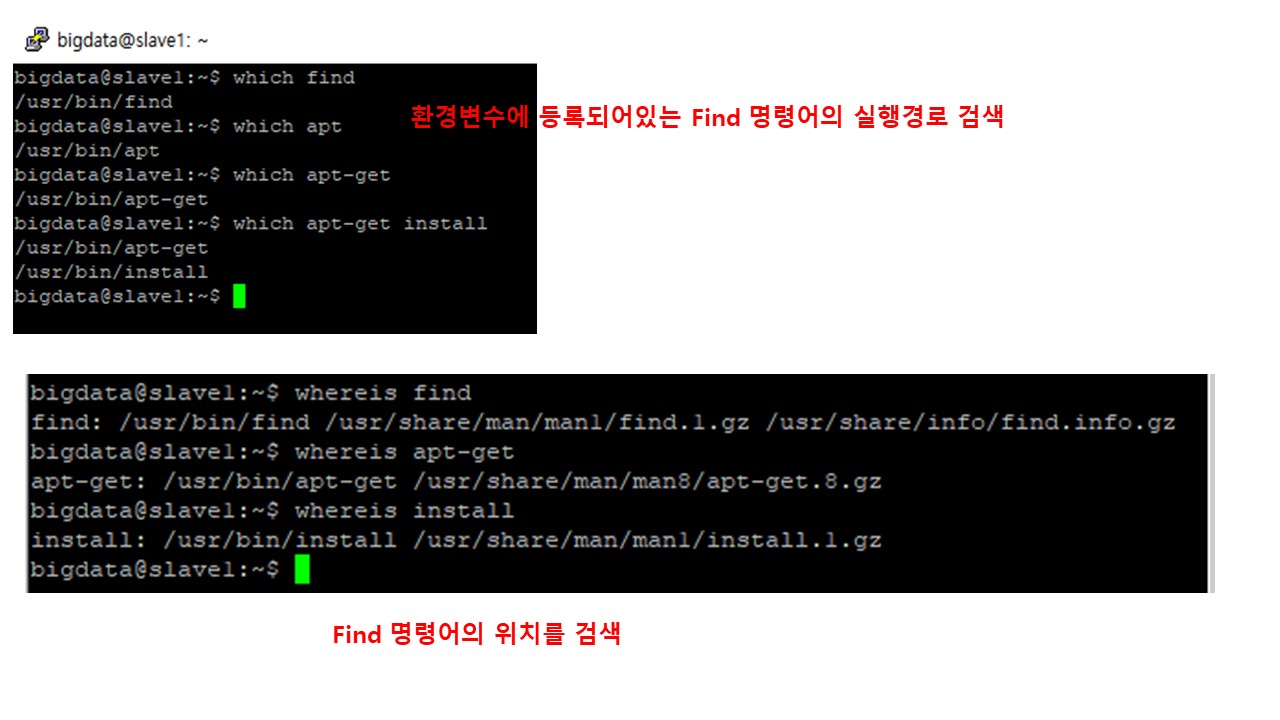 bigdata@slave1: ~
bigdata@slave1:~$ which find
/usr/bin/find
bigdata@slave1:~$ which apt
환경변수에 등록되어있는 Find 명령어의 실행경로 검색
/usr/bin/apt
bigdata@slave1:~$ which apt-get
/usr/bin/apt-get
bigdata@slave1:~$ which apt-get install
/usr/bin/apt-get
/usr/bin/install
bigdata@slave1:~$
bigdata@slave1:~$ whereis find
find: /usr/bin/find /usr/share/man/man1/find.1.gz /usr/share/info/find.info.gz
bigdata@slave1:~$ whereis apt-get
apt-get: /usr/bin/apt-get /usr/share/man/man8/apt-get.8.gz
bigdata@slave1:~$ whereis install
install: /usr/bin/install /usr/share/man/man1/install.1.gz
bigdata@slave1:~$
Find 명령어의 위치를 검색